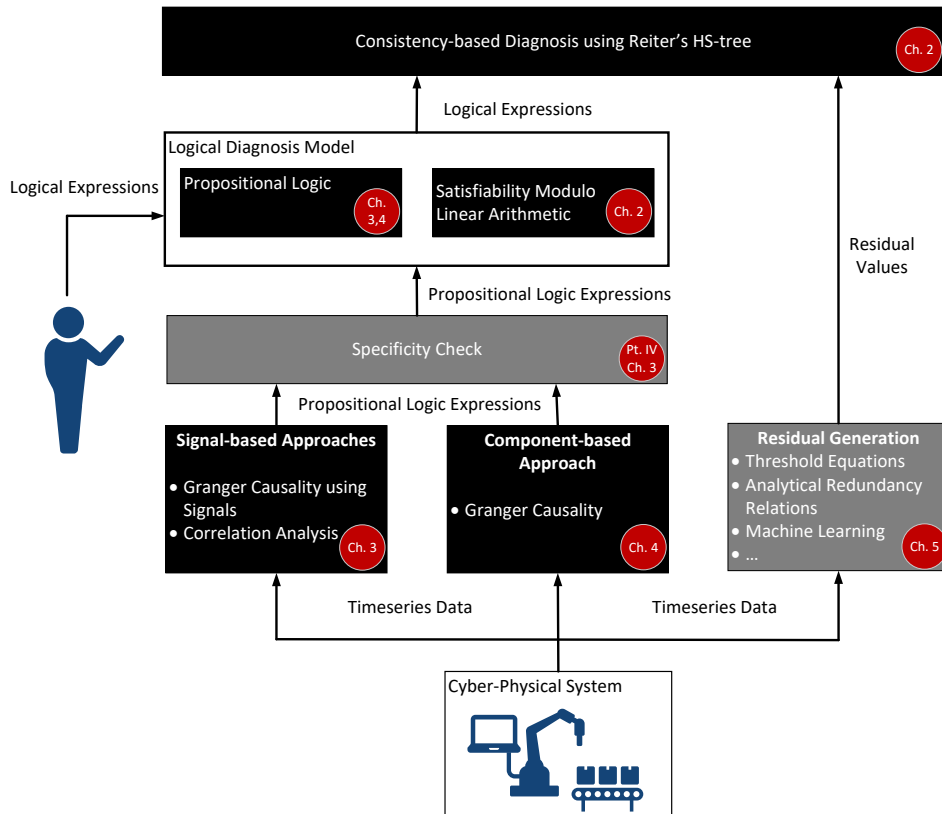 Consistency-based Diagnosis using Reiter's HS-tree
Ch. 2
Logical Expressions
Logical Diagnosis Model
Logical Expressions
Propositional Logic
Ch.
3,4
Satisfiability Modulo
Linear Arithmetic
Ch. 2
Residual
Values
Propositional Logic Expressions
Specificity Check
Pt. IV
Ch. 3
Propositional Logic Expressions
Signal-based Approaches
• Granger Causality using
Signals
• Correlation Analysis
Ch. 3
Component-based
Approach
• Granger Causality
Ch. 4
Residual Generation
• Threshold Equations
• Analytical Redundancy
Relations
• Machine Learning
• ...
Ch. 5
Timeseries Data
Timeseries Data
Cyber-Physical System